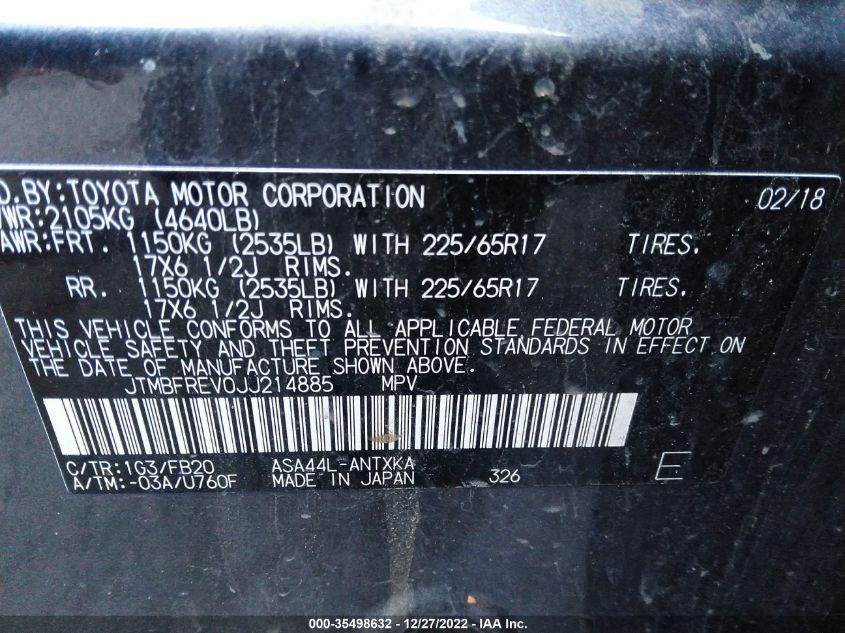 D. BY: TOYOTA MOTOR CORPORATION 02/18
VWR: 2105KG (4640LB)
AWR: FRT. 1150KG (2535LB) WITH 225/65R17 TIRES.
17X6 1/2J RIMS.
RR. 1150KG (2535LB) WITH 225/65R17 TIRES.
17X6 1/2J RIMS.
THIS VEHICLE CONFORMS TO ALL APPLICABLE FEDERAL MOTOR
VEHICLE SAFETY AND THEFT PREVENTION STANDARDS IN EFFECT ON
THE DATE OF MANUFACTURE SHOWN ABOVE.
JTMBFREV0JJ214885 MPV
C/TR: 1G3/FB20 ASA44L-ANTXKA
A/TM: -03A/U760F MADE IN JAPAN 326 E
000-35498632 – 12/27/2022 – IAA Inc.